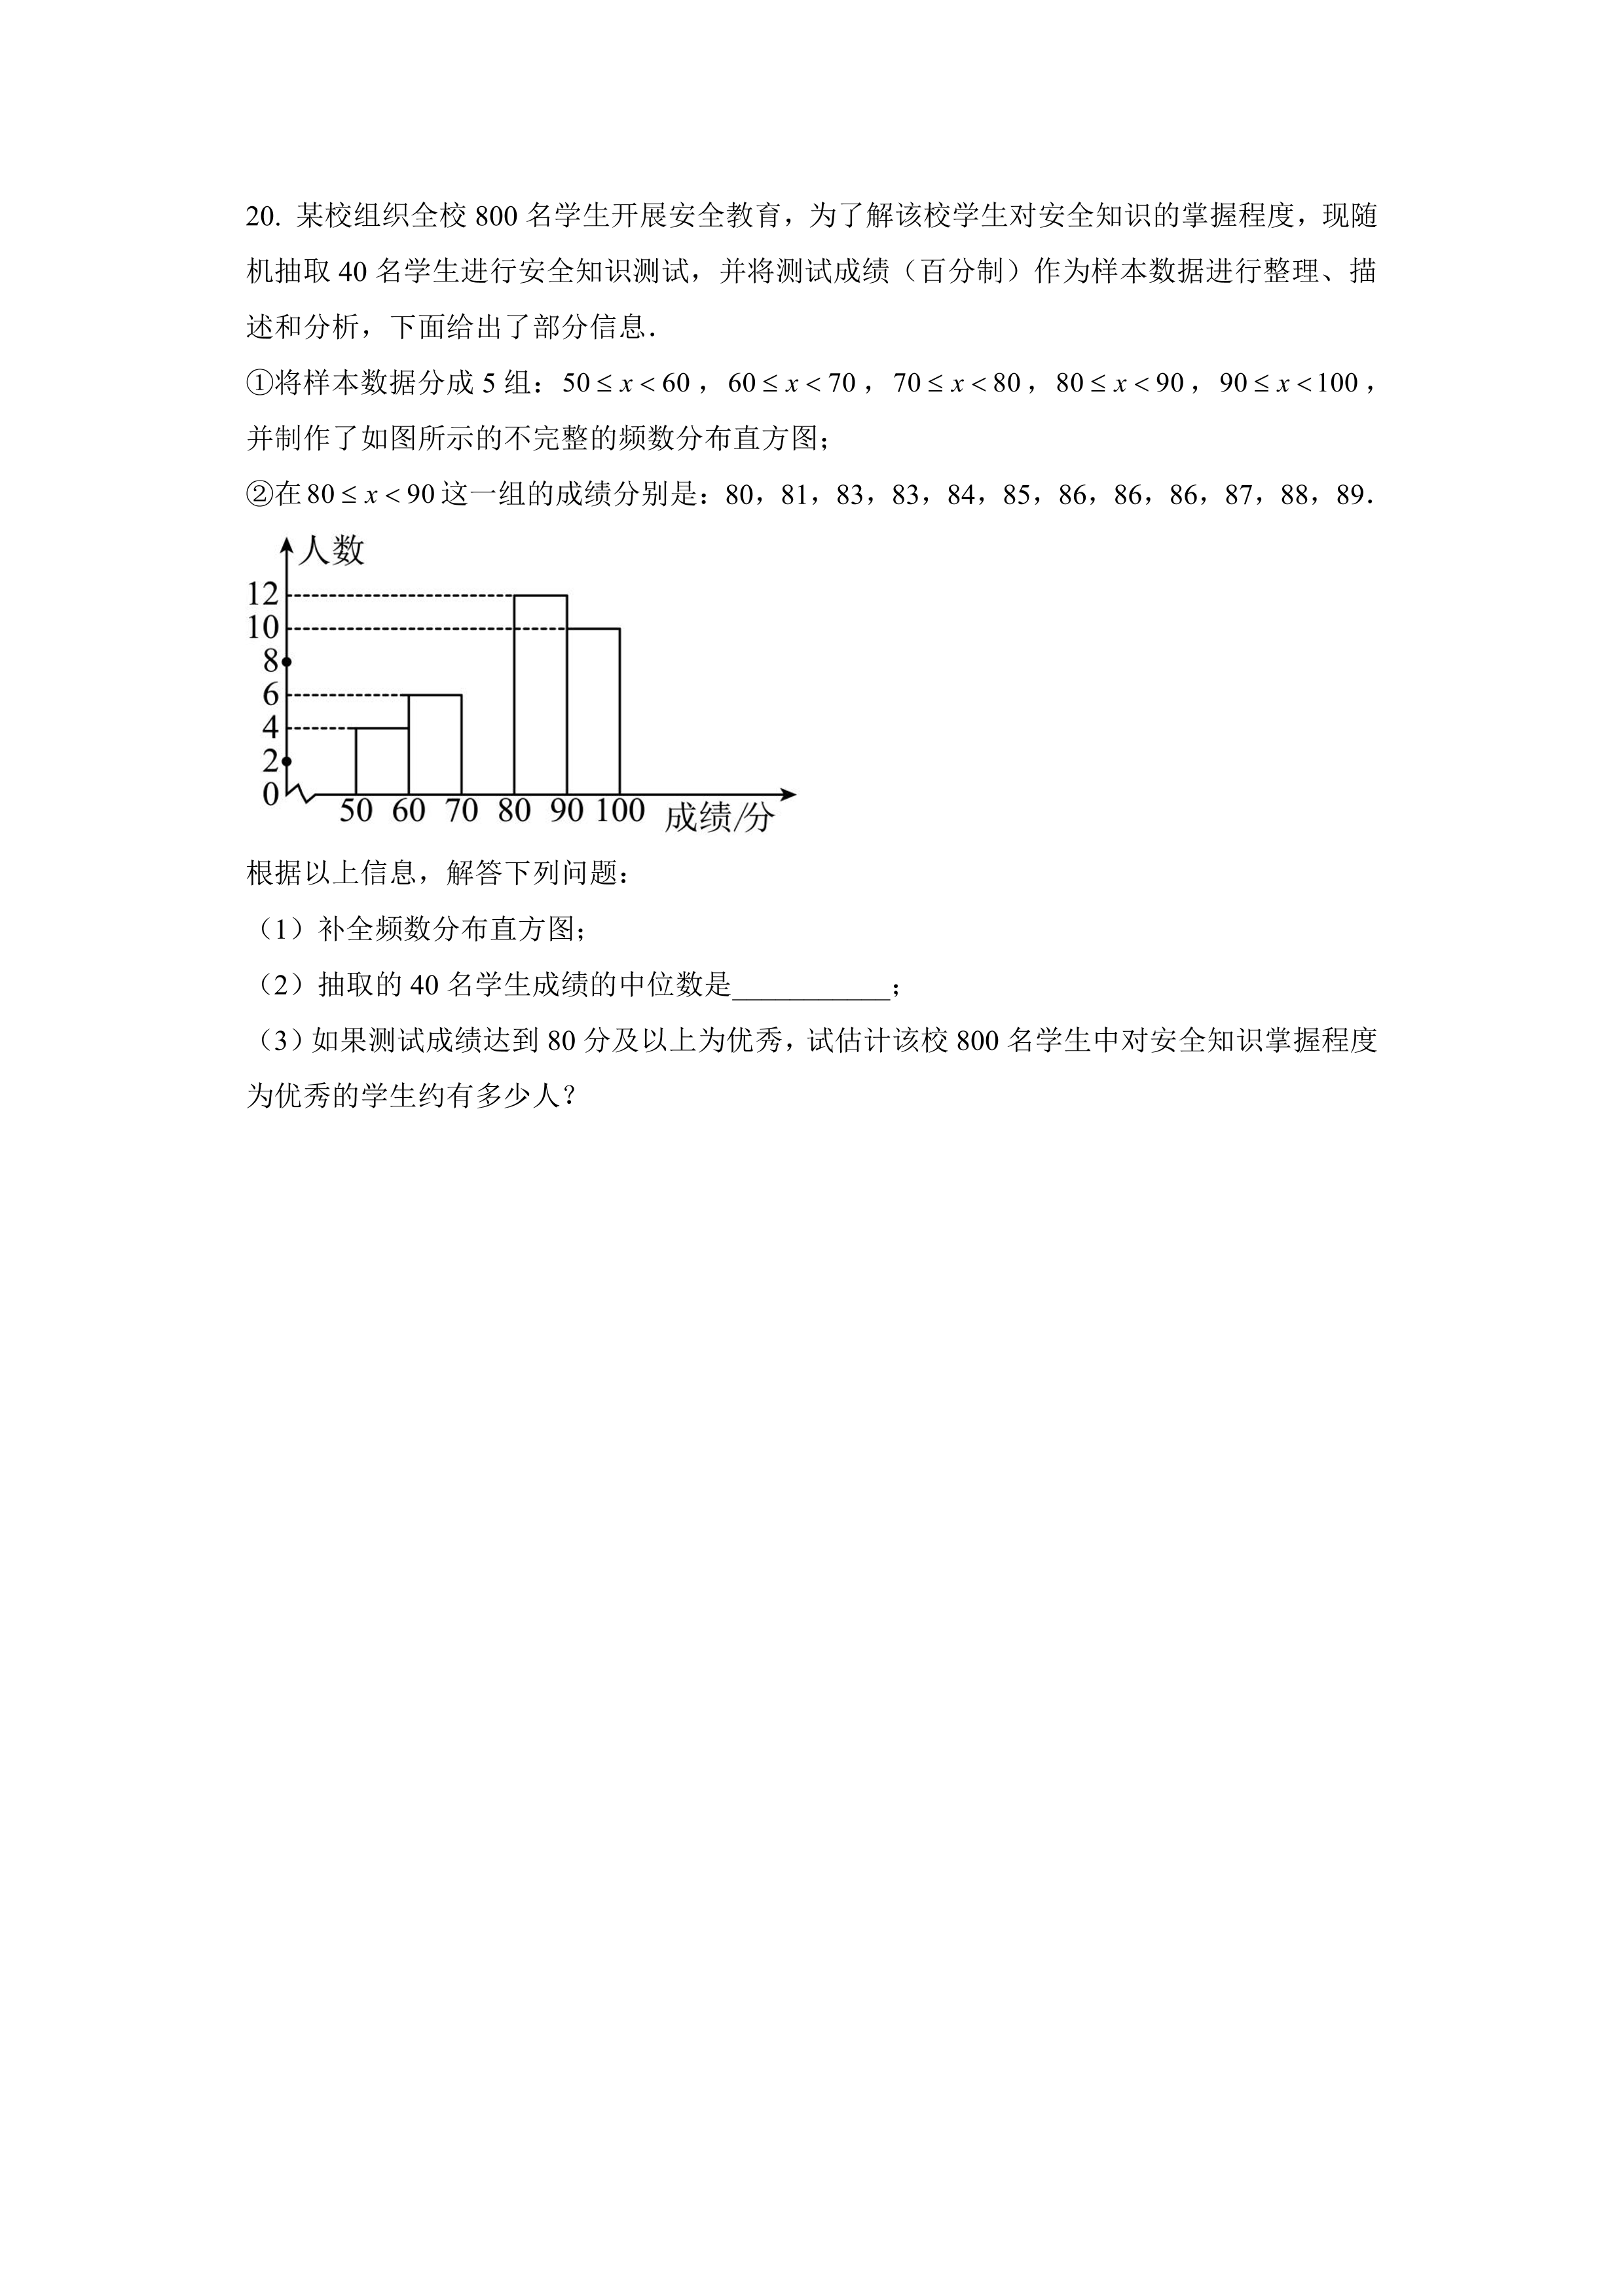 20. 某校组织全校 800 名学生开展安全教育，为了解该校学生对安全知识的掌握程度，现随
机抽取 40 名学生进行安全知识测试，并将测试成绩（百分制）作为样本数据进行整理、描
述和分析，下面给出了部分信息．
①将样本数据分成 5 组：50 ≤ x < 60，60 ≤ x < 70，70 ≤ x < 80，80 ≤ x < 90，90 ≤ x < 100，
并制作了如图所示的不完整的频数分布直方图；
②在 80 ≤ x < 90 这一组的成绩分别是：80，81，83，83，84，85，86，86，86，87，88，89．
人数
12
10
8
6
4
2
0
50 60 70 80 90 100 成绩/分
根据以上信息，解答下列问题：
（1）补全频数分布直方图；
（2）抽取的 40 名学生成绩的中位数是___________；
（3）如果测试成绩达到 80 分及以上为优秀，试估计该校 800 名学生中对安全知识掌握程度
为优秀的学生约有多少人？